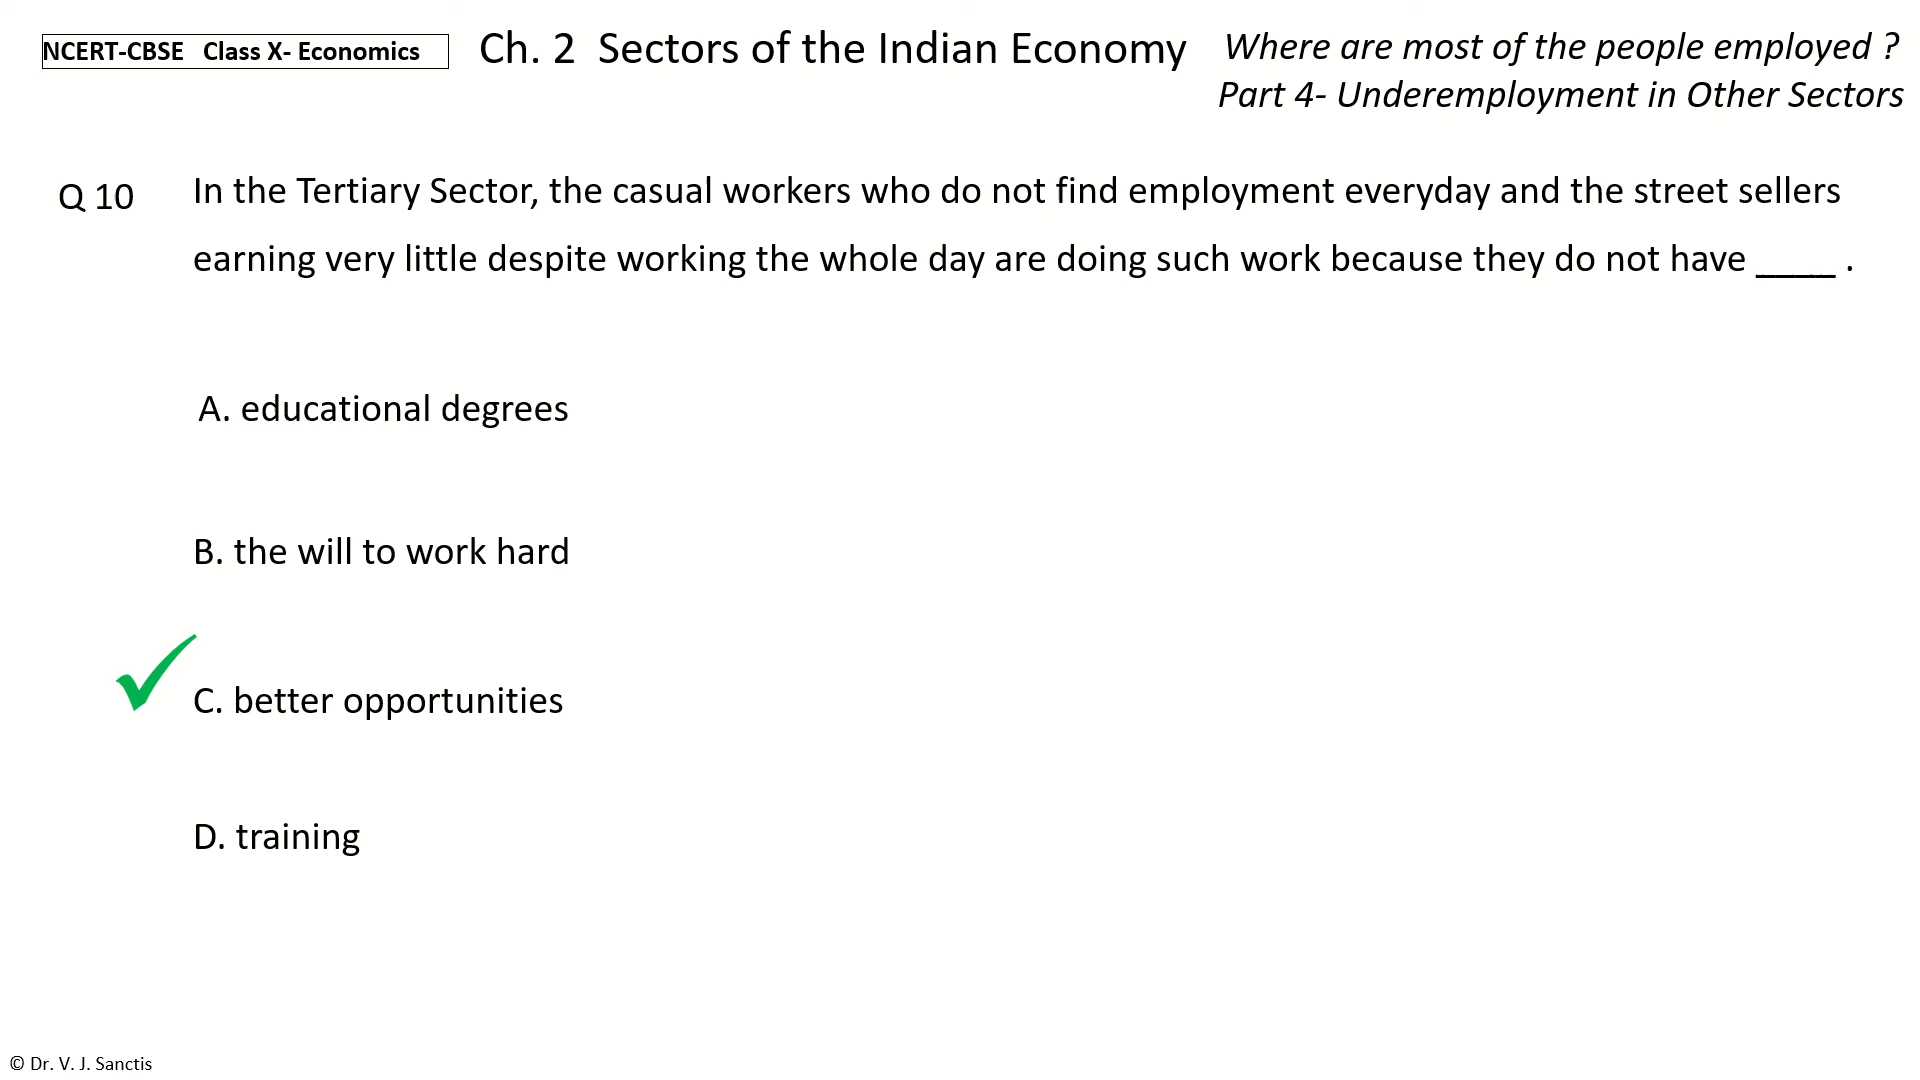 NCERT-CBSE Class X- Economics
Ch. 2 Sectors of the Indian Economy
Where are most of the people employed ?
Part 4- Underemployment in Other Sectors
Q 10
In the Tertiary Sector, the casual workers who do not find employment everyday and the street sellers
earning very little despite working the whole day are doing such work because they do not have ____ .
A. educational degrees
B. the will to work hard
C. better opportunities
D. training
© Dr. V. J. Sanctis